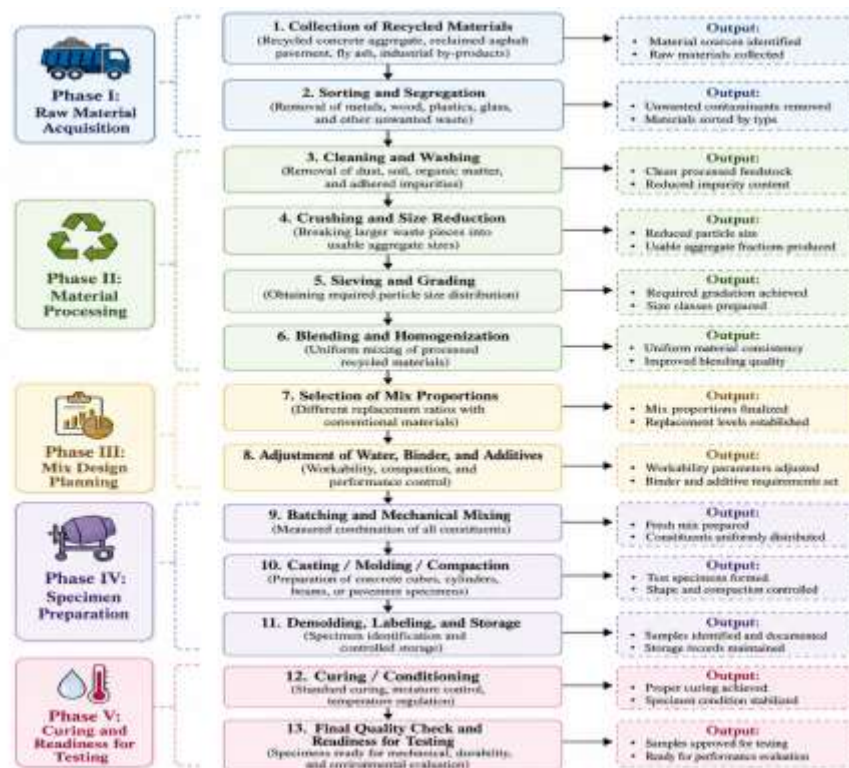 Phase I:
Raw Material
Acquisition
1. Collection of Recycled Materials
(Recycled concrete aggregate, reclaimed asphalt
pavement, fly ash, industrial by-products)
Output:
• Material sources identified
• Raw materials collected
2. Sorting and Segregation
(Removal of metals, wood, plastics, glass,
and other unwanted waste)
Output:
• Unwanted contaminants removed
• Materials sorted by type
Phase II:
Material
Processing
3. Cleaning and Washing
(Removal of dust, soil, organic matter,
and adhered impurities)
Output:
• Clean processed feedstock
• Reduced impurity content
4. Crushing and Size Reduction
(Breaking larger waste pieces into
usable aggregate sizes)
Output:
• Reduced particle size
• Usable aggregate fractions produced
5. Sieving and Grading
(Obtaining required particle size distribution)
Output:
• Required gradation achieved
• Size classes prepared
6. Blending and Homogenization
(Uniform mixing of processed
recycled materials)
Output:
• Uniform material consistency
• Improved blending quality
Phase III:
Mix Design
Planning
7. Selection of Mix Proportions
(Different replacement ratios with
conventional materials)
Output:
• Mix proportions finalized
• Replacement levels established
8. Adjustment of Water, Binder, and Additives
(Workability, compaction, and
performance control)
Output:
• Workability parameters adjusted
• Binder and additive requirements set
Phase IV:
Specimen
Preparation
9. Batching and Mechanical Mixing
(Measured combination of all constituents)
Output:
• Fresh mix prepared
• Constituents uniformly distributed
10. Casting / Molding / Compaction
(Preparation of concrete cubes, cylinders,
beams, or pavement specimens)
Output:
• Test specimens formed
• Shape and compaction controlled
11. Demolding, Labeling, and Storage
(Specimen identification and
controlled storage)
Output:
• Samples identified and documented
• Storage records maintained
Phase V:
Curing and
Readiness for
Testing
12. Curing / Conditioning
(Standard curing, moisture control,
temperature regulation)
Output:
• Proper curing achieved
• Specimen condition stabilized
13. Final Quality Check and
Readiness for Testing
(Specimens ready for mechanical, durability,
and environmental evaluation)
Output:
• Samples approved for testing
• Ready for performance evaluation